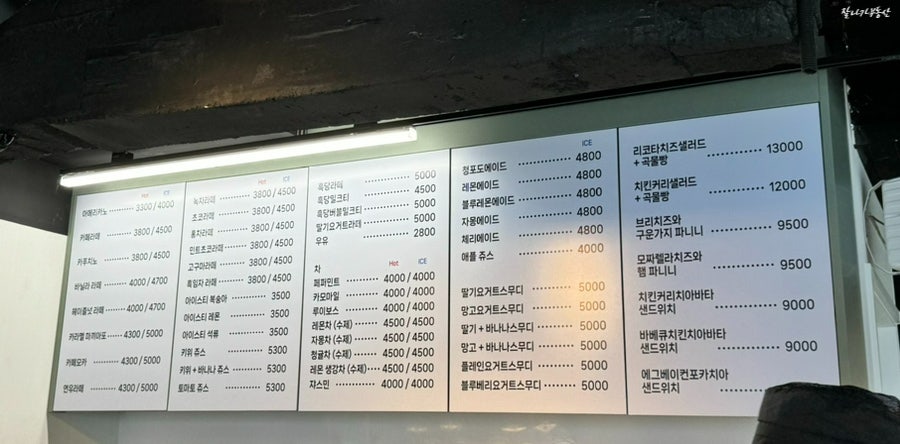 잘나가부동산
Hot ICE
아메리카노 ········ 3300 / 4000
카페라떼 ········ 3800 / 4500
카푸치노 ········ 3800 / 4500
바닐라 라떼 ········ 4000 / 4700
헤이즐넛 라떼 ········ 4000 / 4700
카라멜 마끼아또 ········ 4300 / 5000
카페모카 ········ 4300 / 5000
연유라떼 ········ 4300 / 5000
Hot ICE
녹차라떼 ········ 3800 / 4500
초코라떼 ········ 3800 / 4500
홍차라떼 ········ 3800 / 4500
민트초코라떼 ········ 3800 / 4500
고구마라떼 ········ 3800 / 4500
흑임자 라떼 ········ 3800 / 4500
아이스티 복숭아 ········ 3500
아이스티 레몬 ········ 3500
아이스티 석류 ········ 3500
키위 쥬스 ········ 5300
키위 + 바나나 쥬스 ········ 5300
토마토 쥬스 ········ 5300
흑당라떼 ········ 5000
흑당밀크티 ········ 4500
흑당버블밀크티 ········ 5000
딸기요거트라떼 ········ 5000
우유 ········ 2800
차 Hot ICE
페퍼민트 ········ 4000 / 4000
카모마일 ········ 4000 / 4000
루이보스 ········ 4000 / 4000
레몬차 (수제) ········ 4500 / 4500
자몽차 (수제) ········ 4500 / 4500
청귤차 (수제) ········ 4500 / 4500
레몬 생강차 (수제) ········ 4500 / 4500
쟈스민 ········ 4000 / 4000
ICE
청포도에이드 ········ 4800
레몬에이드 ········ 4800
블루레몬에이드 ········ 4800
자몽에이드 ········ 4800
체리에이드 ········ 4800
애플 쥬스 ········ 4000
딸기요거트스무디 ········ 5000
망고요거트스무디 ········ 5000
딸기 + 바나나스무디 ········ 5000
망고 + 바나나스무디 ········ 5000
플레인요거트스무디 ········ 5000
블루베리요거트스무디 ········ 5000
리코타치즈샐러드
+ 곡물빵 ········ 13000
치킨커리샐러드
+ 곡물빵 ········ 12000
브리치즈와
구운가지 파니니 ········ 9500
모짜렐라치즈와
햄 파니니 ········ 9500
치킨커리치아바타
샌드위치 ········ 9000
바베큐치킨치아바타
샌드위치 ········ 9000
에그베이컨포카치아
샌드위치 ········